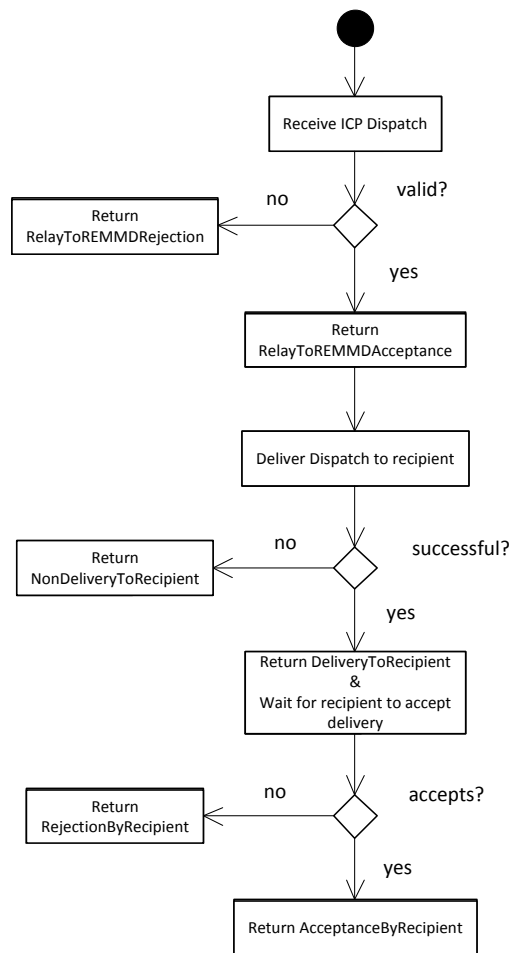 Receive ICP Dispatch
valid?
no
Return
RelayToREMMDRejection
yes
Return
RelayToREMMDAcceptance
Deliver Dispatch to recipient
successful?
no
Return
NonDeliveryToRecipient
yes
Return DeliveryToRecipient
&
Wait for recipient to accept
delivery
accepts?
no
Return
RejectionByRecipient
yes
Return AcceptanceByRecipient